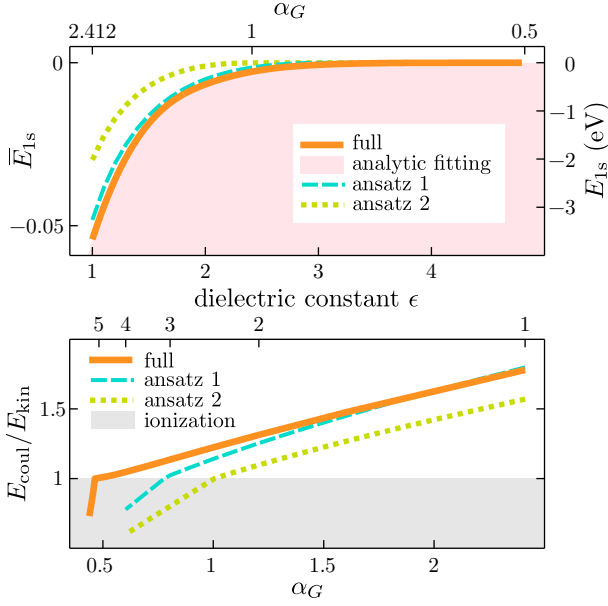 α_G
2.412 1 0.5
0 0
−1
−2
−3
−0.05
E̿_1s
E_1s (eV)
full
analytic fitting
ansatz 1
ansatz 2
1 2 3 4
dielectric constant ϵ
5 4 3 2 1
full
ansatz 1
ansatz 2
ionization
1.5
1
E_coul/E_kin
0.5 1 1.5 2
α_G